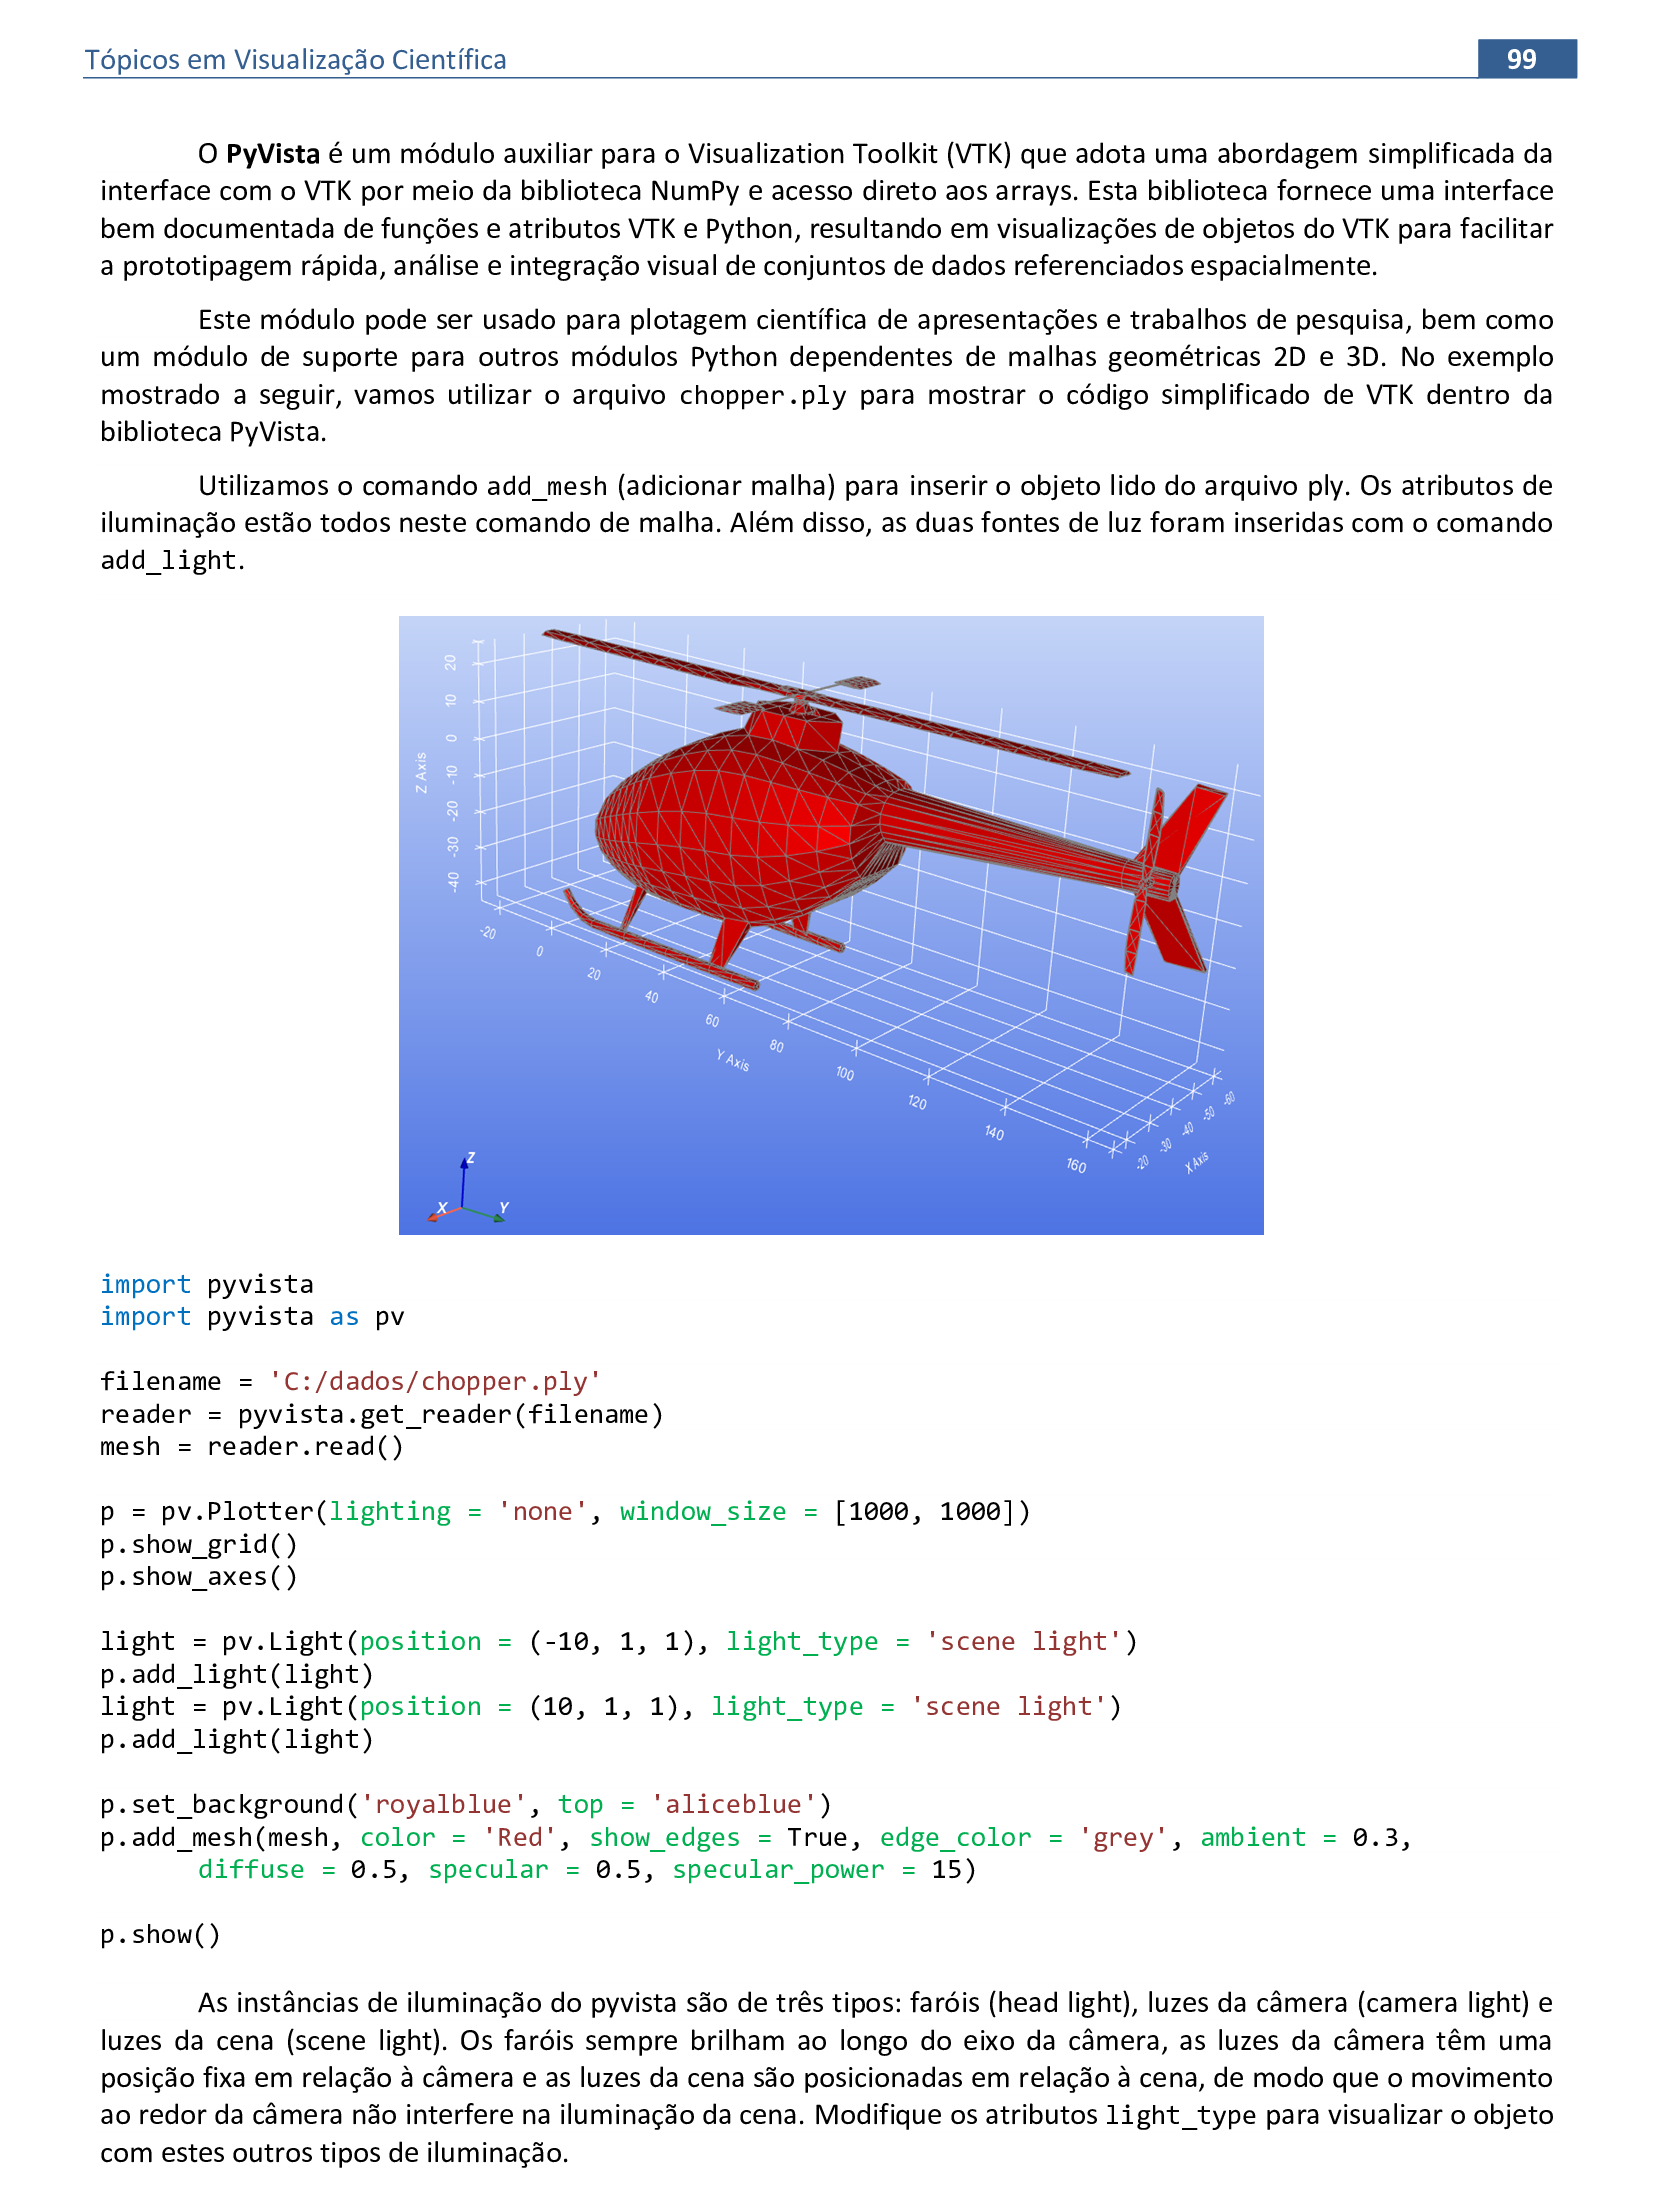 Tópicos em Visualização Científica 99
O PyVista é um módulo auxiliar para o Visualization Toolkit (VTK) que adota uma abordagem simplificada da
interface com o VTK por meio da biblioteca NumPy e acesso direto aos arrays. Esta biblioteca fornece uma interface
bem documentada de funções e atributos VTK e Python, resultando em visualizações de objetos do VTK para facilitar
a prototipagem rápida, análise e integração visual de conjuntos de dados referenciados espacialmente.
Este módulo pode ser usado para plotagem científica de apresentações e trabalhos de pesquisa, bem como
um módulo de suporte para outros módulos Python dependentes de malhas geométricas 2D e 3D. No exemplo
mostrado a seguir, vamos utilizar o arquivo chopper.ply para mostrar o código simplificado de VTK dentro da
biblioteca PyVista.
Utilizamos o comando add_mesh (adicionar malha) para inserir o objeto lido do arquivo ply. Os atributos de
iluminação estão todos neste comando de malha. Além disso, as duas fontes de luz foram inseridas com o comando
add_light.
20
10
0
-10
-20
-30
-40
Z Axis
-20
0
20
40
60
80
100
120
140
160
Y Axis
-20
-30
-40
-50
-60
X Axis
Z
X
Y
import pyvista
import pyvista as pv
filename = 'C:/dados/chopper.ply'
reader = pyvista.get_reader(filename)
mesh = reader.read()
p = pv.Plotter(lighting = 'none', window_size = [1000, 1000])
p.show_grid()
p.show_axes()
light = pv.Light(position = (-10, 1, 1), light_type = 'scene light')
p.add_light(light)
light = pv.Light(position = (10, 1, 1), light_type = 'scene light')
p.add_light(light)
p.set_background('royalblue', top = 'aliceblue')
p.add_mesh(mesh, color = 'Red', show_edges = True, edge_color = 'grey', ambient = 0.3,
diffuse = 0.5, specular = 0.5, specular_power = 15)
p.show()
As instâncias de iluminação do pyvista são de três tipos: faróis (head light), luzes da câmera (camera light) e
luzes da cena (scene light). Os faróis sempre brilham ao longo do eixo da câmera, as luzes da câmera têm uma
posição fixa em relação à câmera e as luzes da cena são posicionadas em relação à cena, de modo que o movimento
ao redor da câmera não interfere na iluminação da cena. Modifique os atributos light_type para visualizar o objeto
com estes outros tipos de iluminação.